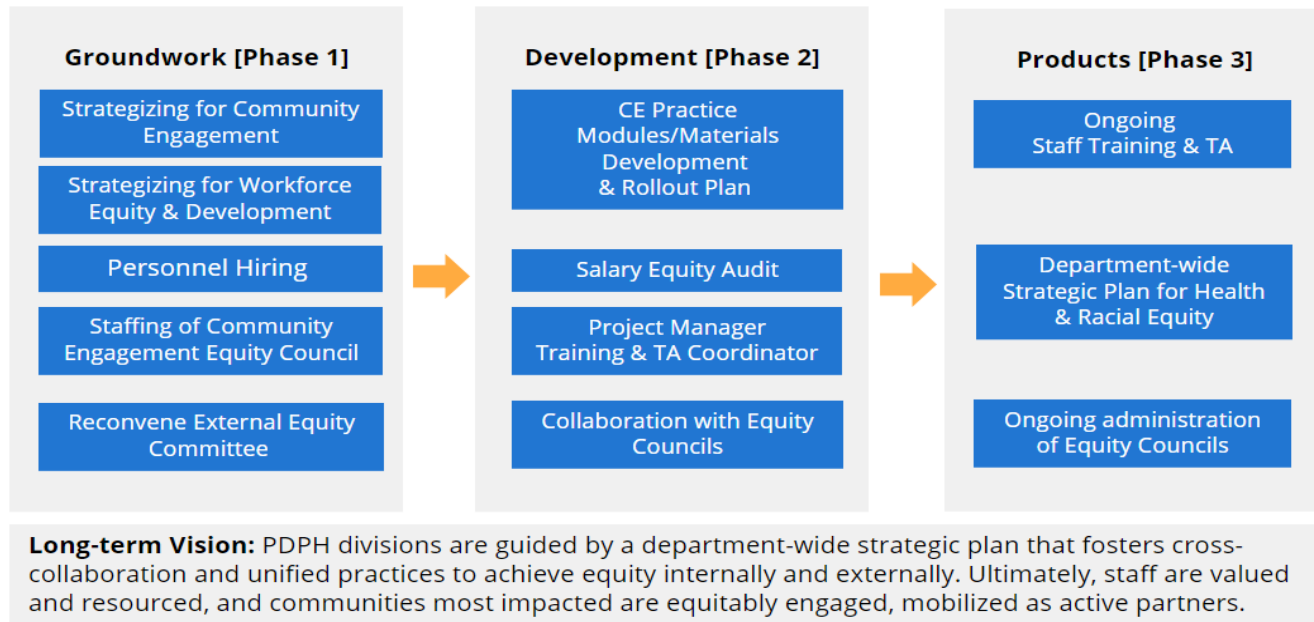 Groundwork [Phase 1]
Strategizing for Community
Engagement
Strategizing for Workforce
Equity & Development
Personnel Hiring
Staffing of Community
Engagement Equity Council
Reconvene External Equity
Committee
Development [Phase 2]
CE Practice
Modules/Materials
Development
& Rollout Plan
Salary Equity Audit
Project Manager
Training & TA Coordinator
Collaboration with Equity
Councils
Products [Phase 3]
Ongoing
Staff Training & TA
Department-wide
Strategic Plan for Health
& Racial Equity
Ongoing administration
of Equity Councils
Long-term Vision: PDPH divisions are guided by a department-wide strategic plan that fosters cross-
collaboration and unified practices to achieve equity internally and externally. Ultimately, staff are valued
and resourced, and communities most impacted are equitably engaged, mobilized as active partners.